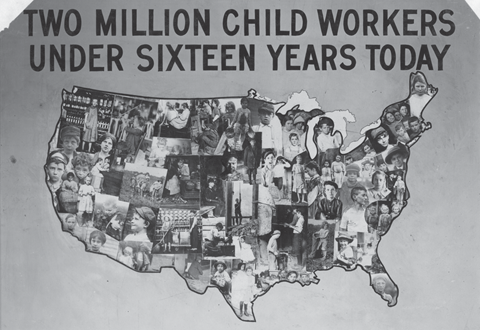 TWO MILLION CHILD WORKERS
UNDER SIXTEEN YEARS TODAY